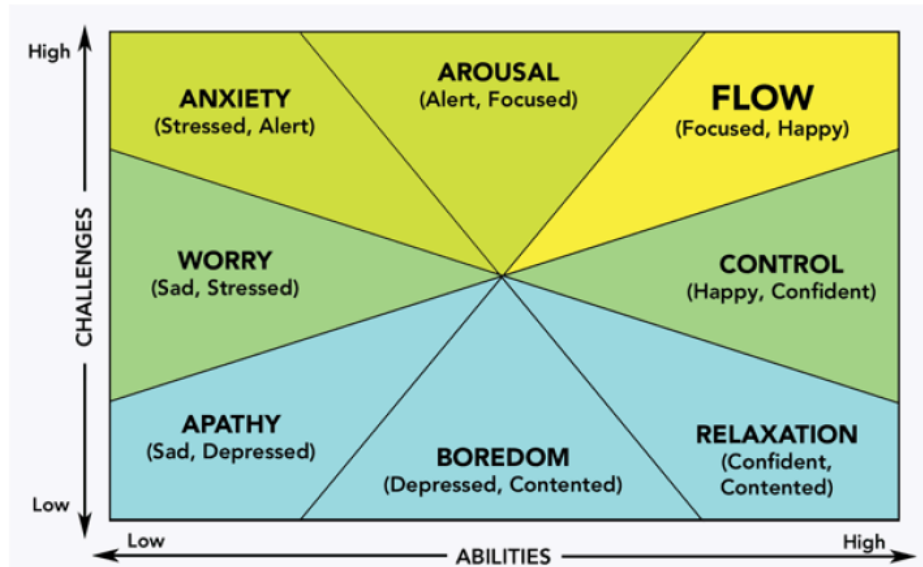 High
ANXIETY
(Stressed, Alert)
AROUSAL
(Alert, Focused)
FLOW
(Focused, Happy)
CHALLENGES
WORRY
(Sad, Stressed)
CONTROL
(Happy, Confident)
APATHY
(Sad, Depressed)
BOREDOM
(Depressed, Contented)
RELAXATION
(Confident,
Contented)
Low
Low
ABILITIES
High